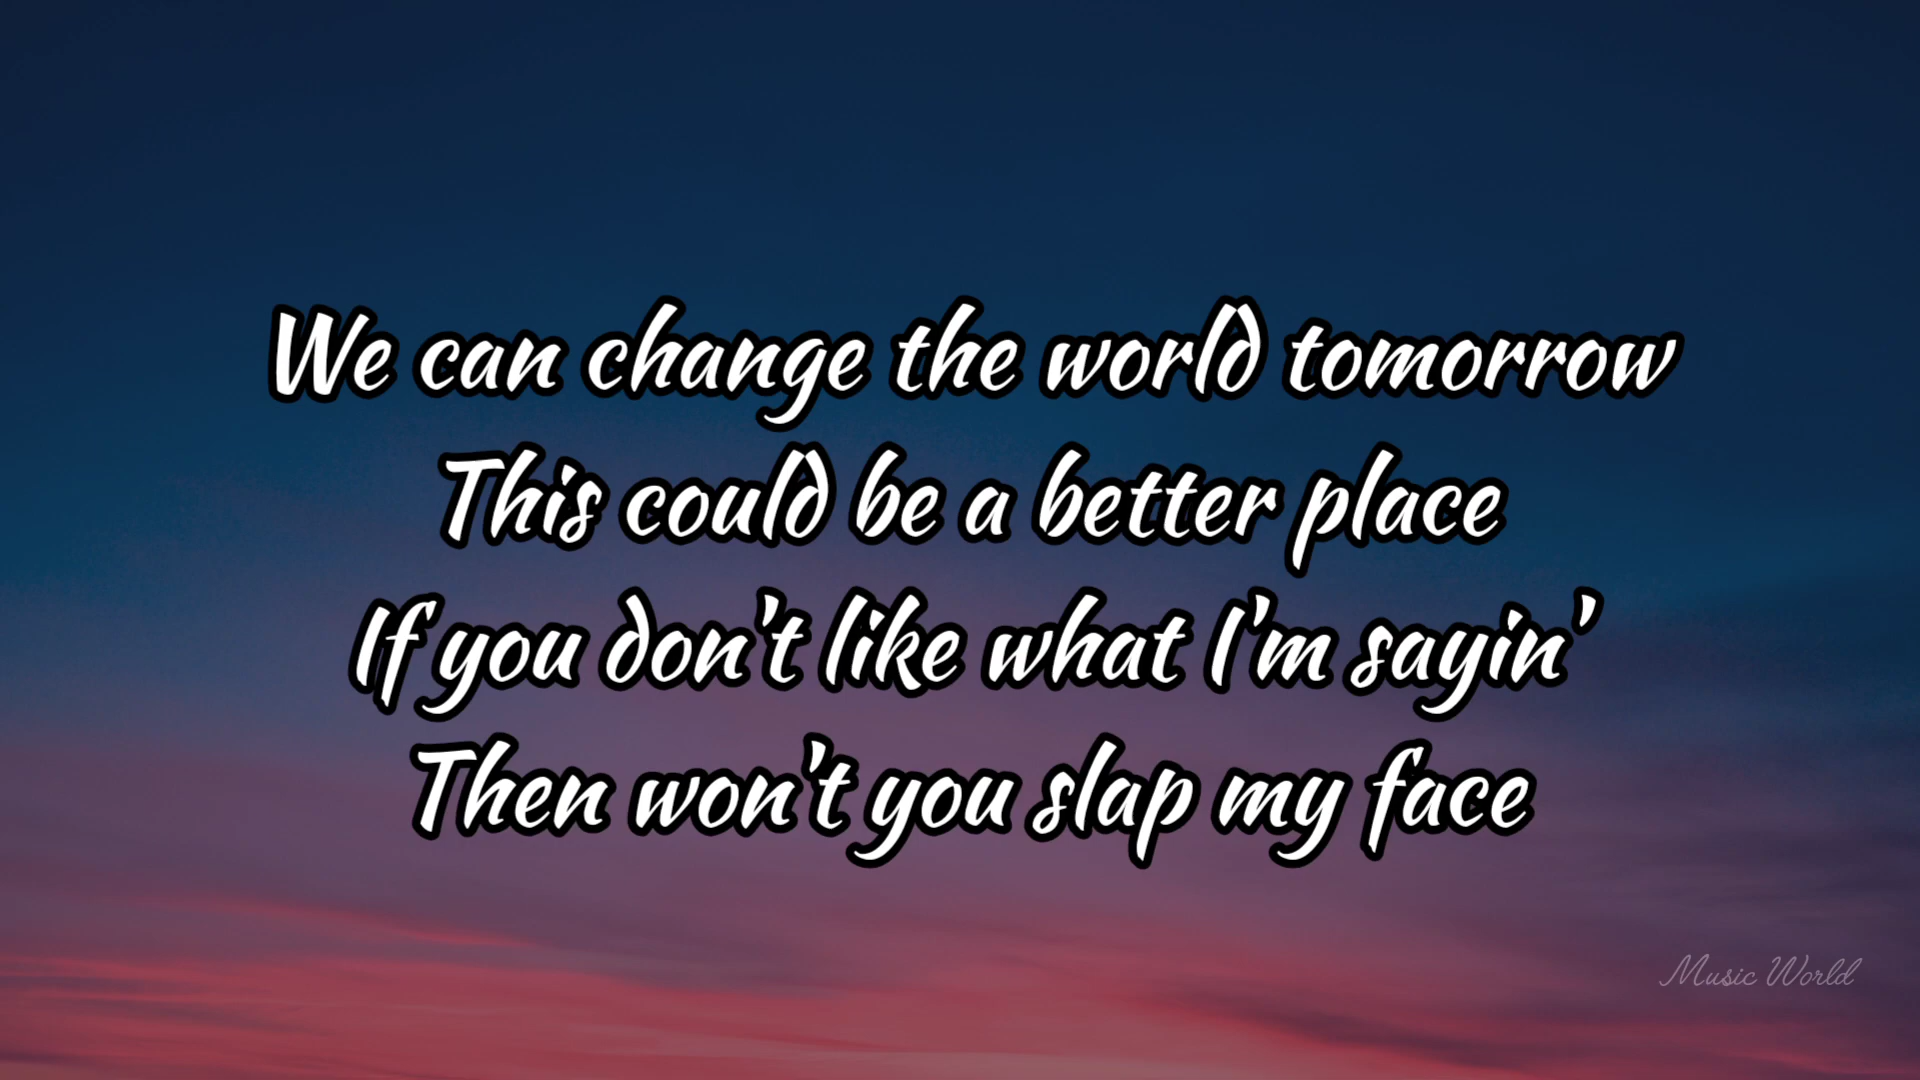 We can change the world tomorrow
This could be a better place
If you don't like what I'm sayin'
Then won't you slap my face
Music World